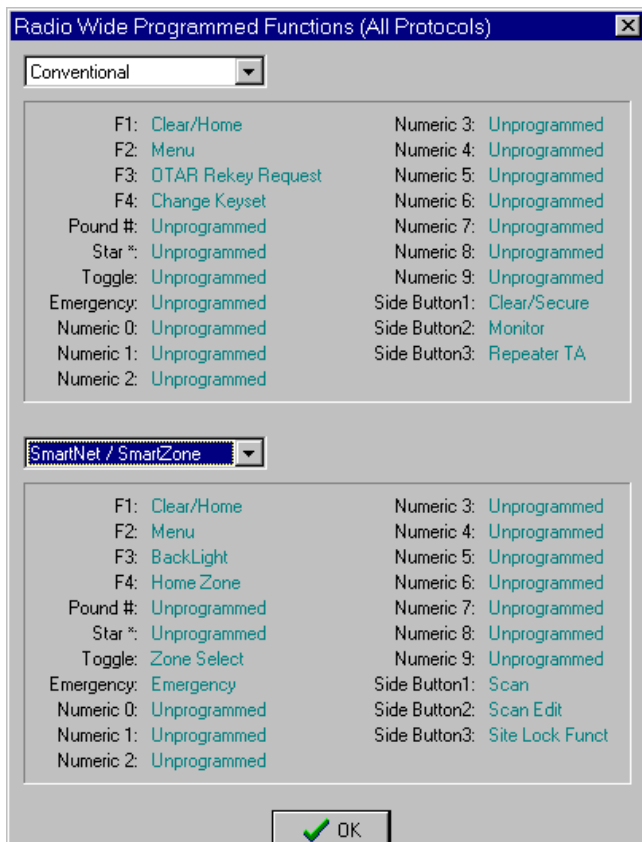 Radio Wide Programmed Functions (All Protocols)
Conventional
F1: Clear/Home
F2: Menu
F3: OTAR Rekey Request
F4: Change Keyset
Pound #: Unprogrammed
Star *: Unprogrammed
Toggle: Unprogrammed
Emergency: Unprogrammed
Numeric 0: Unprogrammed
Numeric 1: Unprogrammed
Numeric 2: Unprogrammed
Numeric 3: Unprogrammed
Numeric 4: Unprogrammed
Numeric 5: Unprogrammed
Numeric 6: Unprogrammed
Numeric 7: Unprogrammed
Numeric 8: Unprogrammed
Numeric 9: Unprogrammed
Side Button1: Clear/Secure
Side Button2: Monitor
Side Button3: Repeater TA
SmartNet / SmartZone
F1: Clear/Home
F2: Menu
F3: BackLight
F4: Home Zone
Pound #: Unprogrammed
Star *: Unprogrammed
Toggle: Zone Select
Emergency: Emergency
Numeric 0: Unprogrammed
Numeric 1: Unprogrammed
Numeric 2: Unprogrammed
Numeric 3: Unprogrammed
Numeric 4: Unprogrammed
Numeric 5: Unprogrammed
Numeric 6: Unprogrammed
Numeric 7: Unprogrammed
Numeric 8: Unprogrammed
Numeric 9: Unprogrammed
Side Button1: Scan
Side Button2: Scan Edit
Side Button3: Site Lock Funct
OK